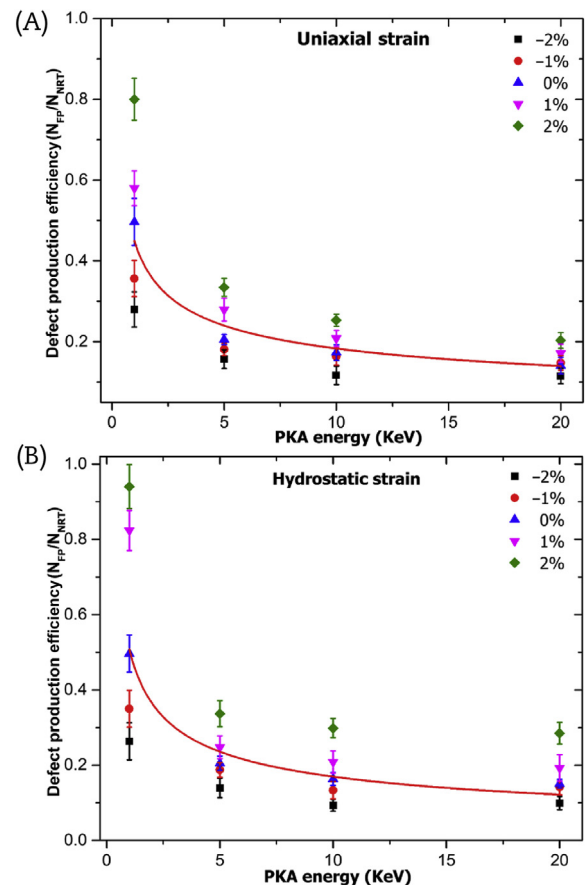 (A)
Uniaxial strain
−2%
−1%
0%
1%
2%
Defect production efficiency (N_FP/N_NRT)
1.0
0.8
0.6
0.4
0.2
0 5 10 15 20
PKA energy (KeV)
(B)
Hydrostatic strain
−2%
−1%
0%
1%
2%
Defect production efficiency (N_FP/N_NRT)
1.0
0.8
0.6
0.4
0.2
0.0
0 5 10 15 20
PKA energy (KeV)